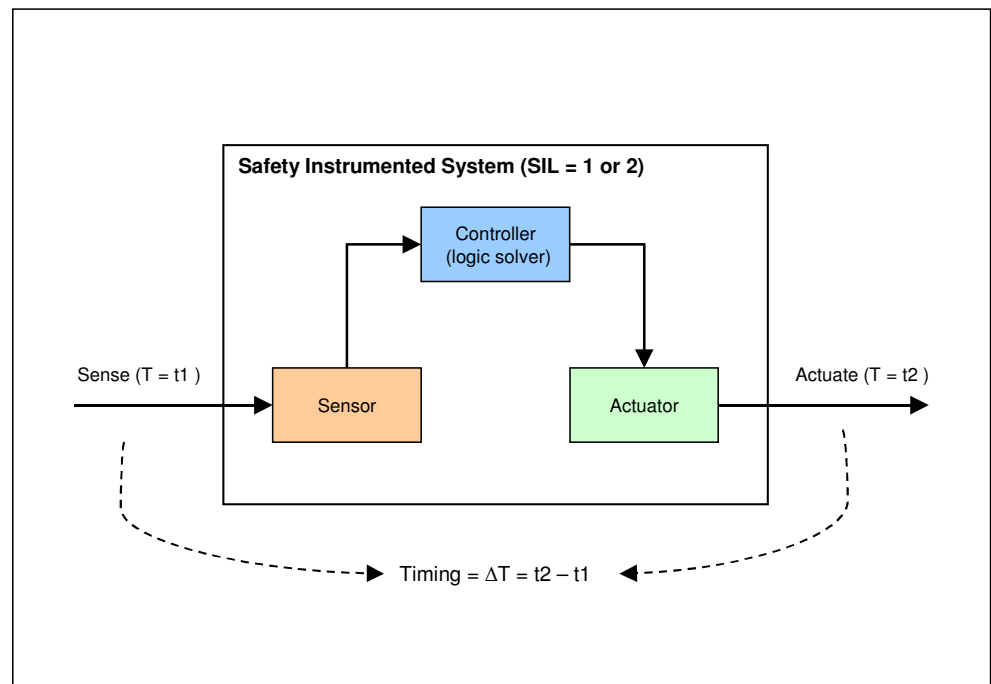 Safety Instrumented System (SIL = 1 or 2)
Controller
(logic solver)
Sense (T = t1 )
Sensor
Actuator
Actuate (T = t2 )
Timing = ΔT = t2 – t1